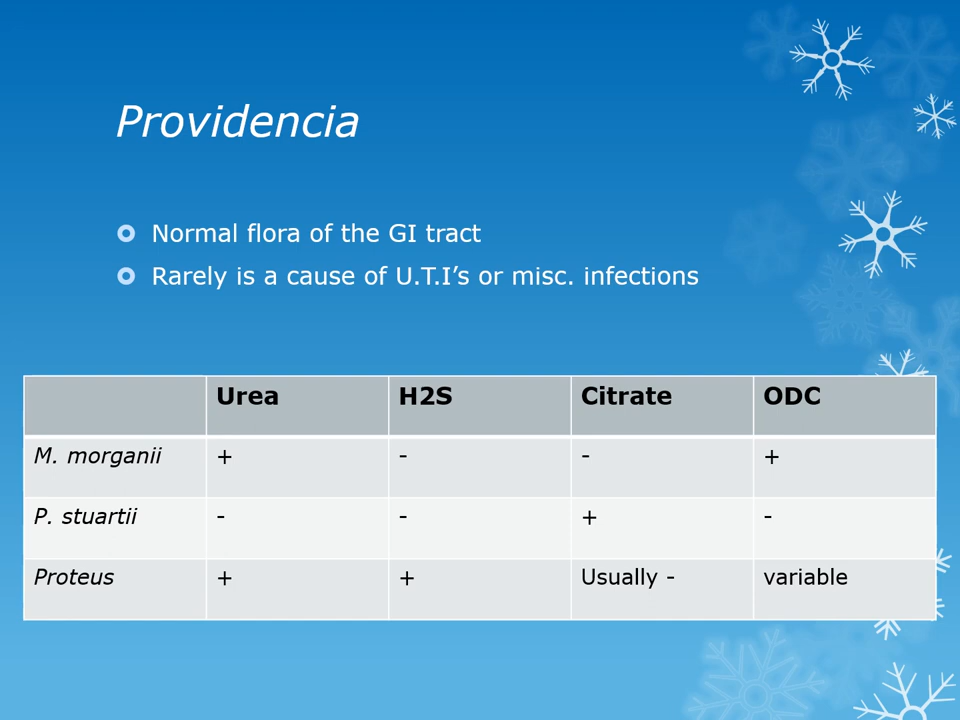 Providencia
Normal flora of the GI tract
Rarely is a cause of U.T.I’s or misc. infections
Urea H2S Citrate ODC
M. morganii + - - +
P. stuartii - - + -
Proteus + + Usually - variable